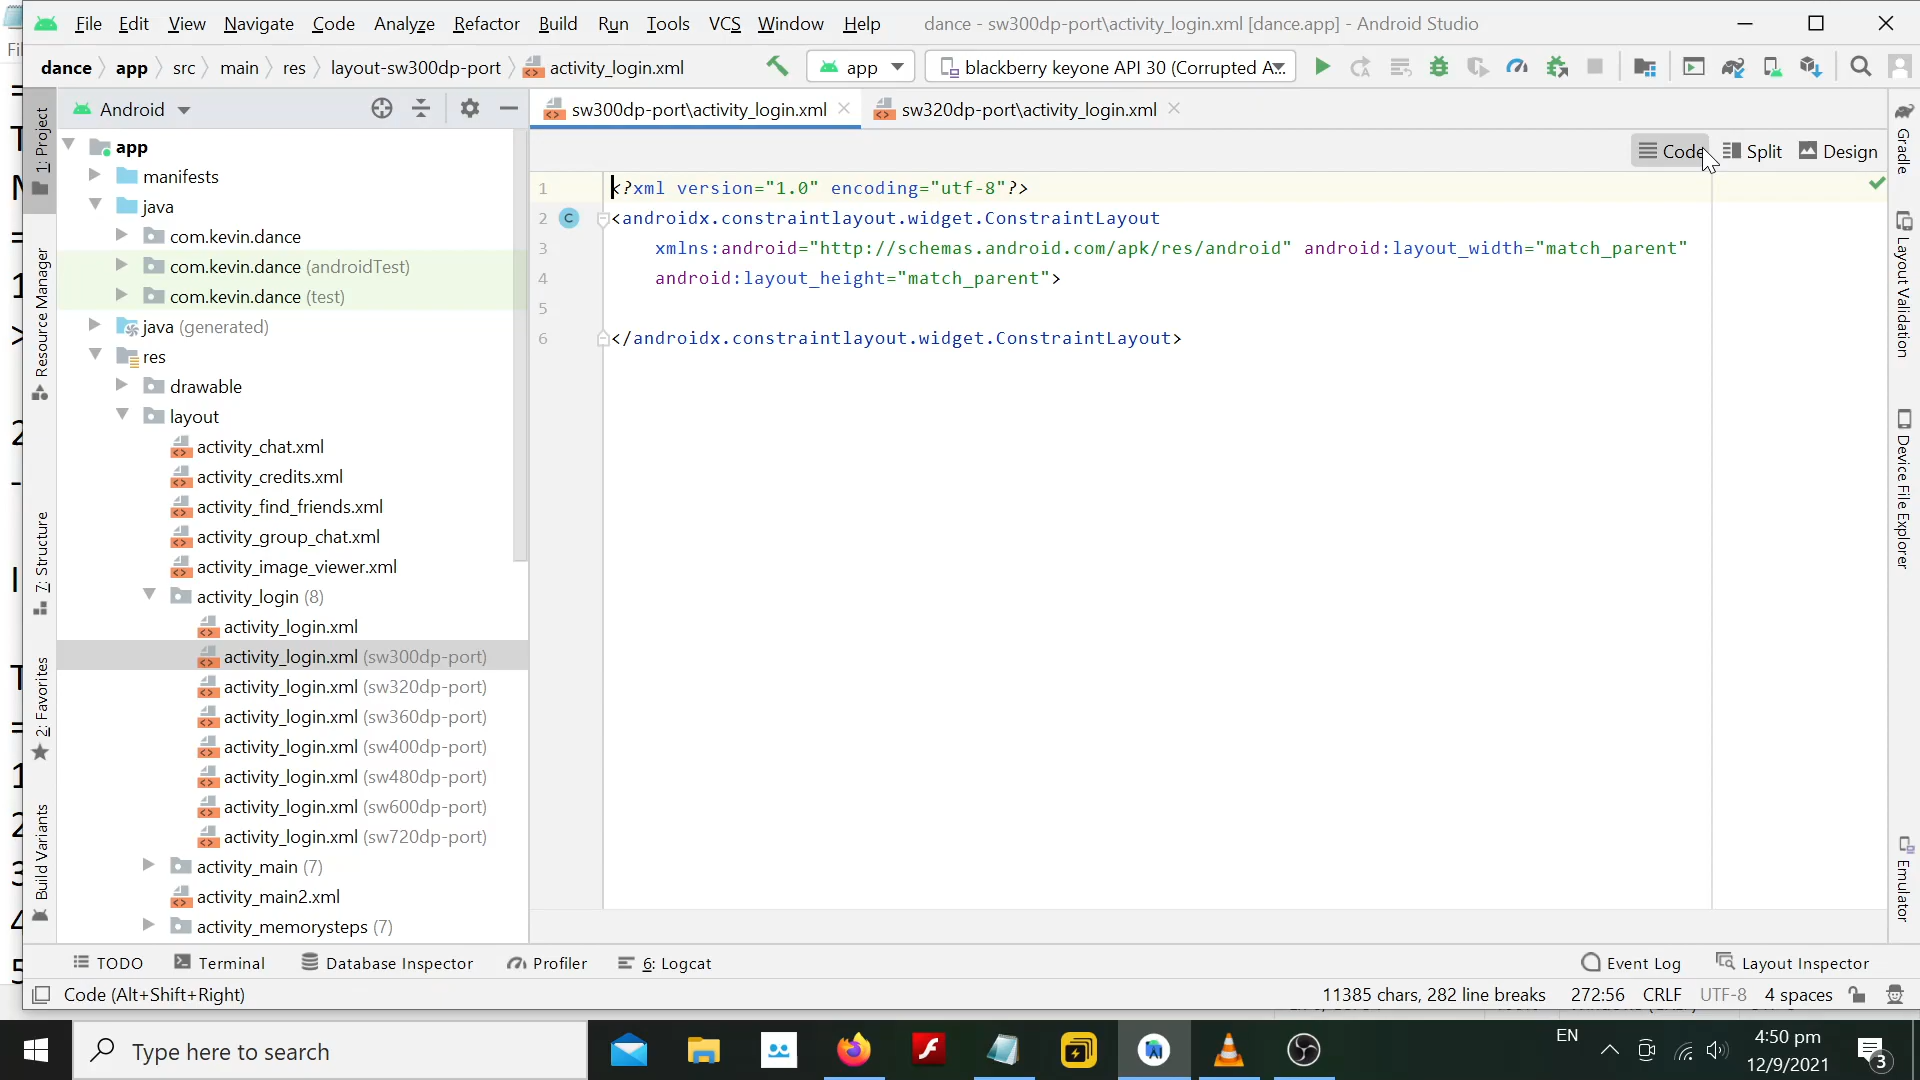 File Edit View Navigate Code Analyze Refactor Build Run Tools VCS Window Help dance - sw300dp-port\activity_login.xml [dance.app] - Android Studio
dance app src main res layout-sw300dp-port activity_login.xml app blackberry keyone API 30 (Corrupted A...
Android sw300dp-port\activity_login.xml sw320dp-port\activity_login.xml
Code Split Design
1: Project
Resource Manager
7: Structure
2: Favorites
Build Variants
app
manifests
java
com.kevin.dance
com.kevin.dance (androidTest)
com.kevin.dance (test)
java (generated)
res
drawable
layout
activity_chat.xml
activity_credits.xml
activity_find_friends.xml
activity_group_chat.xml
activity_image_viewer.xml
activity_login (8)
activity_login.xml
activity_login.xml (sw300dp-port)
activity_login.xml (sw320dp-port)
activity_login.xml (sw360dp-port)
activity_login.xml (sw400dp-port)
activity_login.xml (sw480dp-port)
activity_login.xml (sw600dp-port)
activity_login.xml (sw720dp-port)
activity_main (7)
activity_main2.xml
activity_memorysteps (7)
1 <?xml version="1.0" encoding="utf-8"?>
2 C <androidx.constraintlayout.widget.ConstraintLayout
3 xmlns:android="http://schemas.android.com/apk/res/android" android:layout_width="match_parent"
4 android:layout_height="match_parent">
5
6 </androidx.constraintlayout.widget.ConstraintLayout>
Gradle
Layout Validation
Device File Explorer
Emulator
TODO Terminal Database Inspector Profiler 6: Logcat Event Log Layout Inspector
Code (Alt+Shift+Right) 11385 chars, 282 line breaks 272:56 CRLF UTF-8 4 spaces
Type here to search EN 4:50 pm
12/9/2021 3